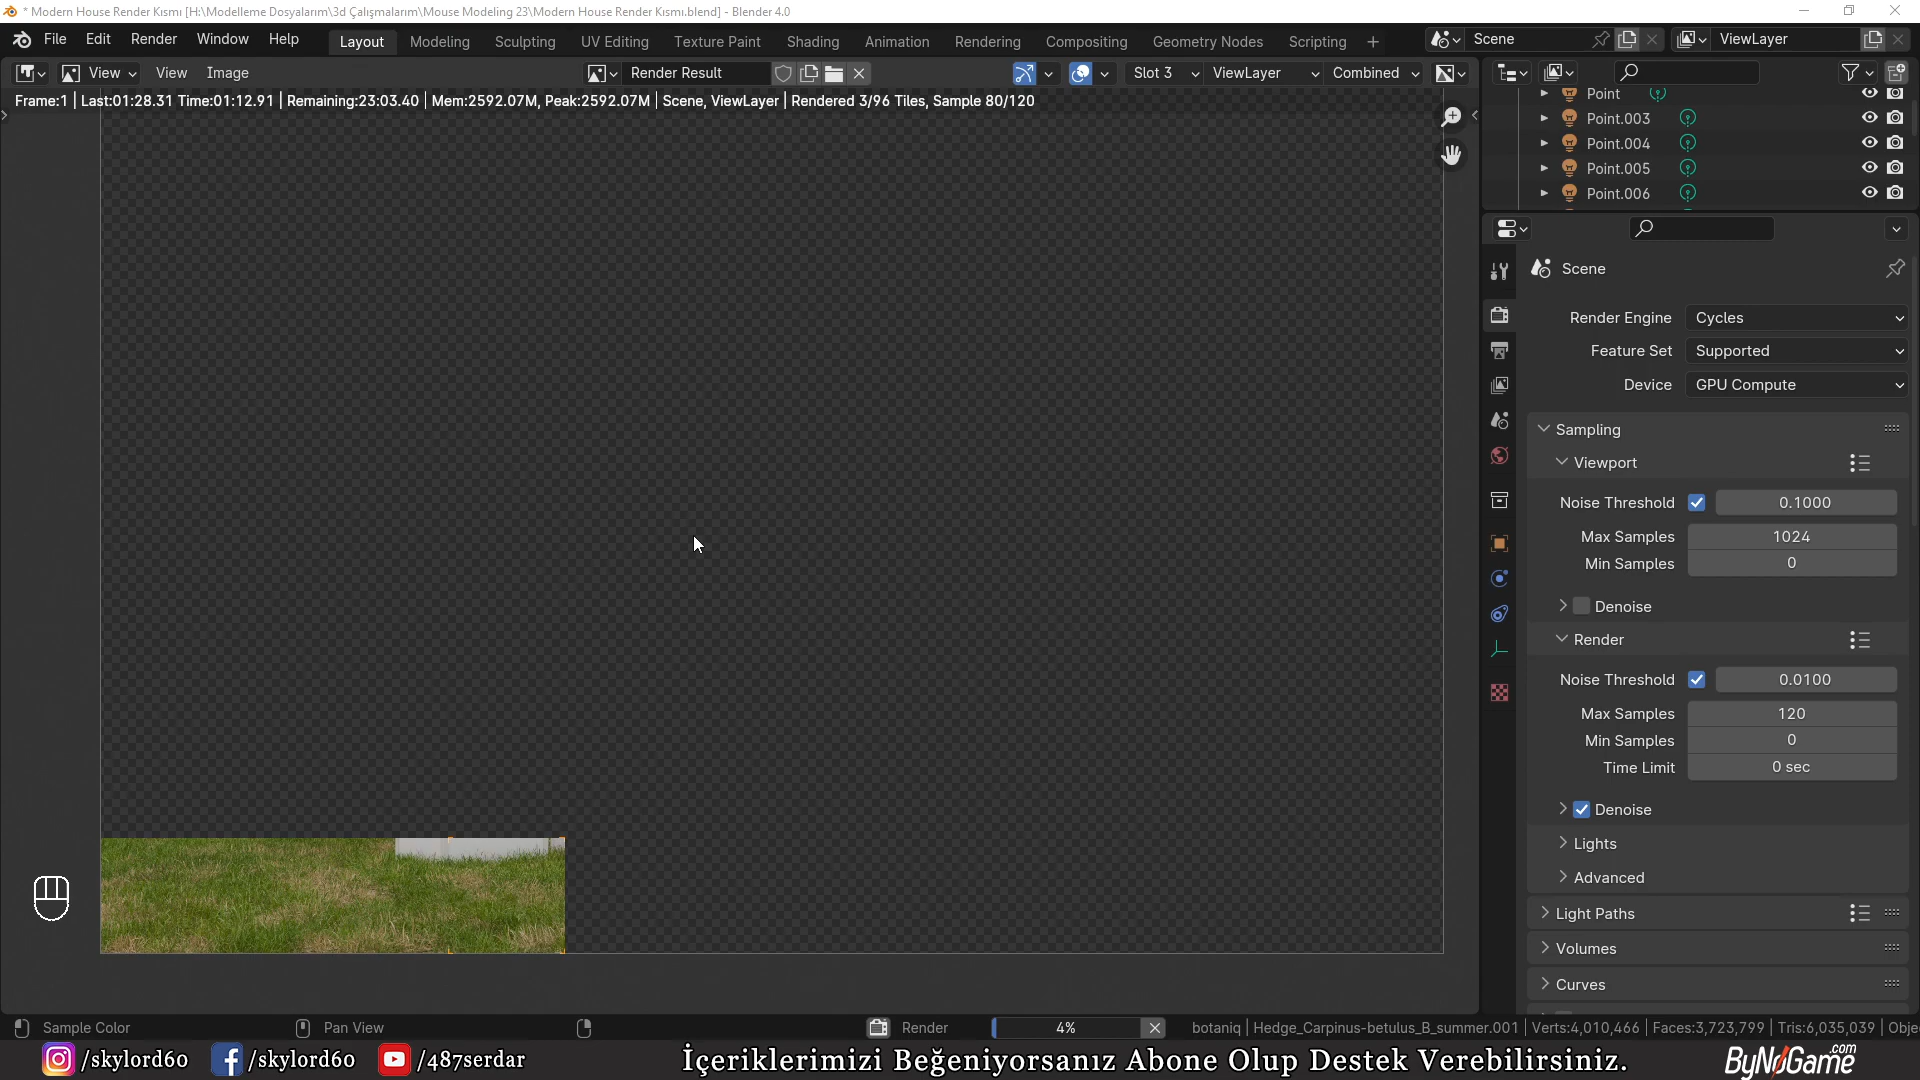 * Modern House Render Kısmı [H:\Modelleme Dosyalarım\3d Çalışmalarım\Mouse Modeling 23\Modern House Render Kısmı.blend] - Blender 4.0
File Edit Render Window Help Layout Modeling Sculpting UV Editing Texture Paint Shading Animation Rendering Compositing Geometry Nodes Scripting + Scene ViewLayer
View View Image Render Result Slot 3 ViewLayer Combined
Frame:1 | Last:01:28.31 Time:01:12.91 | Remaining:23:03.40 | Mem:2592.07M, Peak:2592.07M | Scene, ViewLayer | Rendered 3/96 Tiles, Sample 80/120
Point
Point.003
Point.004
Point.005
Point.006
Scene
Render Engine Cycles
Feature Set Supported
Device GPU Compute
Sampling
Viewport
Noise Threshold 0.1000
Max Samples 1024
Min Samples 0
Denoise
Render
Noise Threshold 0.0100
Max Samples 120
Min Samples 0
Time Limit 0 sec
Denoise
Lights
Advanced
Light Paths
Volumes
Curves
Sample Color Pan View Render 4% botaniq | Hedge_Carpinus-betulus_B_summer.001 | Verts:4,010,466 | Faces:3,723,799 | Tris:6,035,039 | Obje
/skylord60 /skylord60 /487serdar İçeriklerimizi Beğeniyorsanız Abone Olup Destek Verebilirsiniz. ByNoGame.com